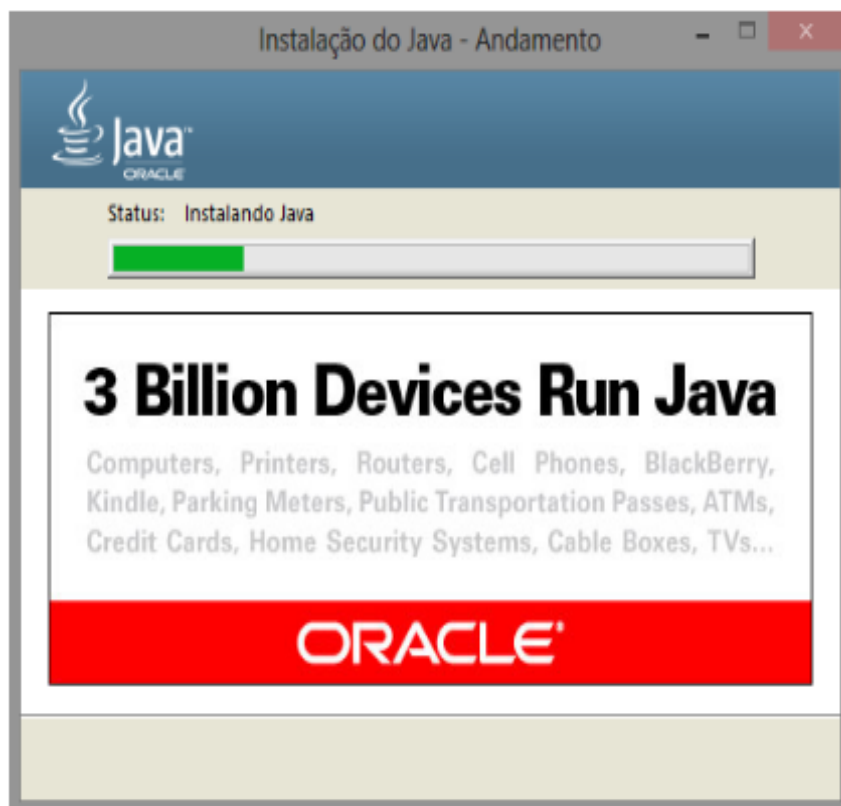 Instalação do Java - Andamento
Java™
ORACLE
Status: Instalando Java
3 Billion Devices Run Java
Computers, Printers, Routers, Cell Phones, BlackBerry,
Kindle, Parking Meters, Public Transportation Passes, ATMs,
Credit Cards, Home Security Systems, Cable Boxes, TVs...
ORACLE®